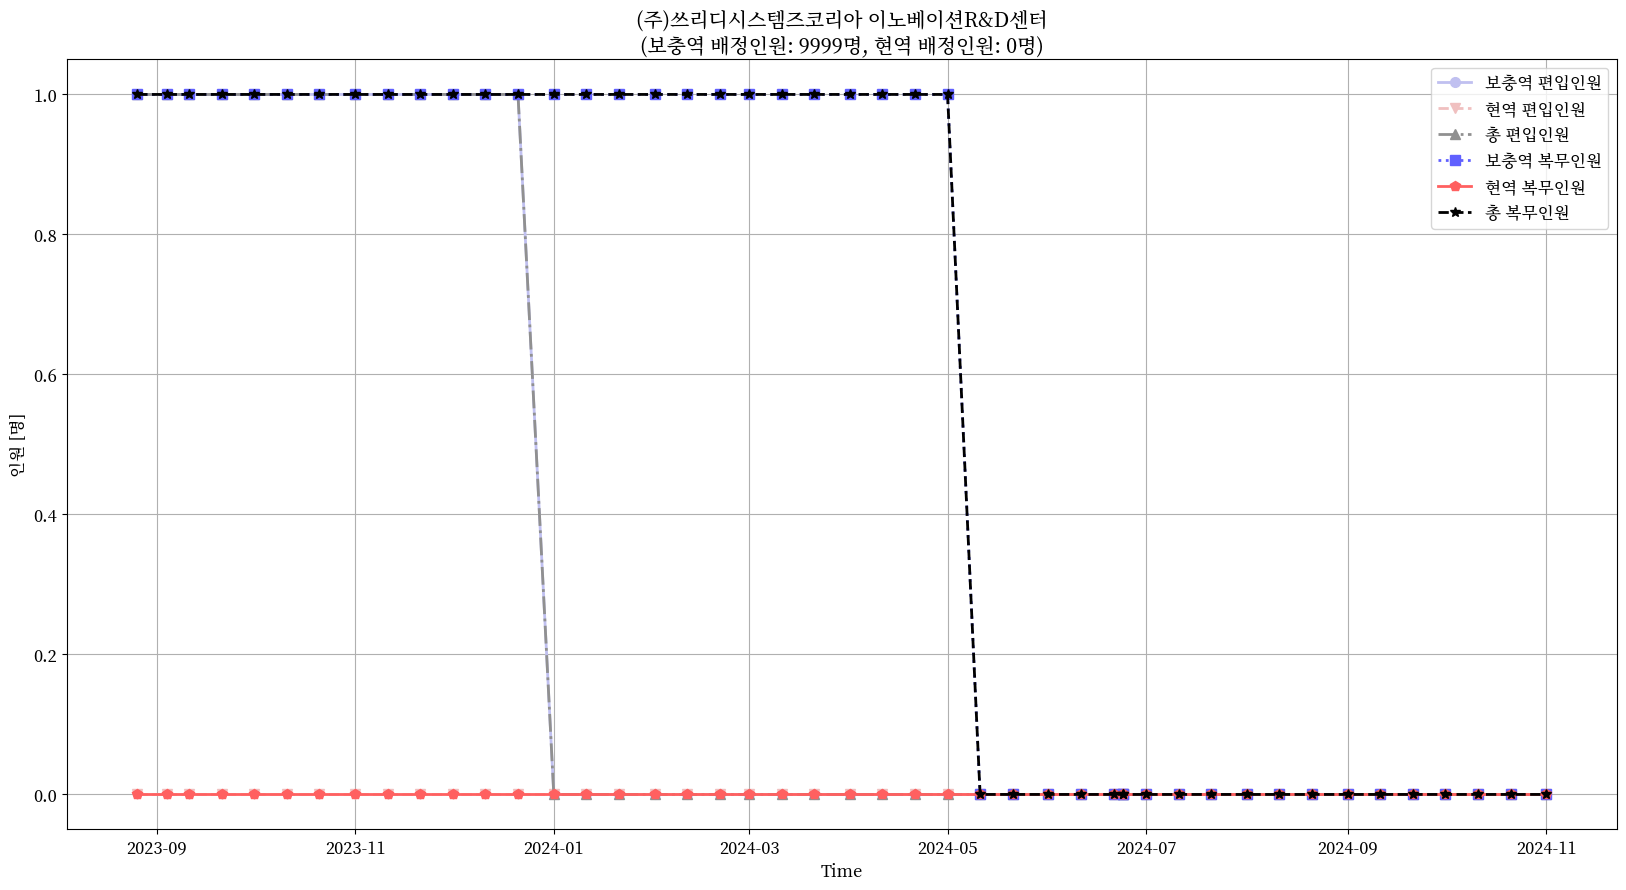 (주)쓰리디시스템즈코리아 이노베이션R&D센터
(보충역 배정인원: 9999명, 현역 배정인원: 0명)
보충역 편입인원
현역 편입인원
총 편입인원
보충역 복무인원
현역 복무인원
총 복무인원
인원 [명]
1.0
0.8
0.6
0.4
0.2
0.0
2023-09
2023-11
2024-01
2024-03
2024-05
2024-07
2024-09
2024-11
Time